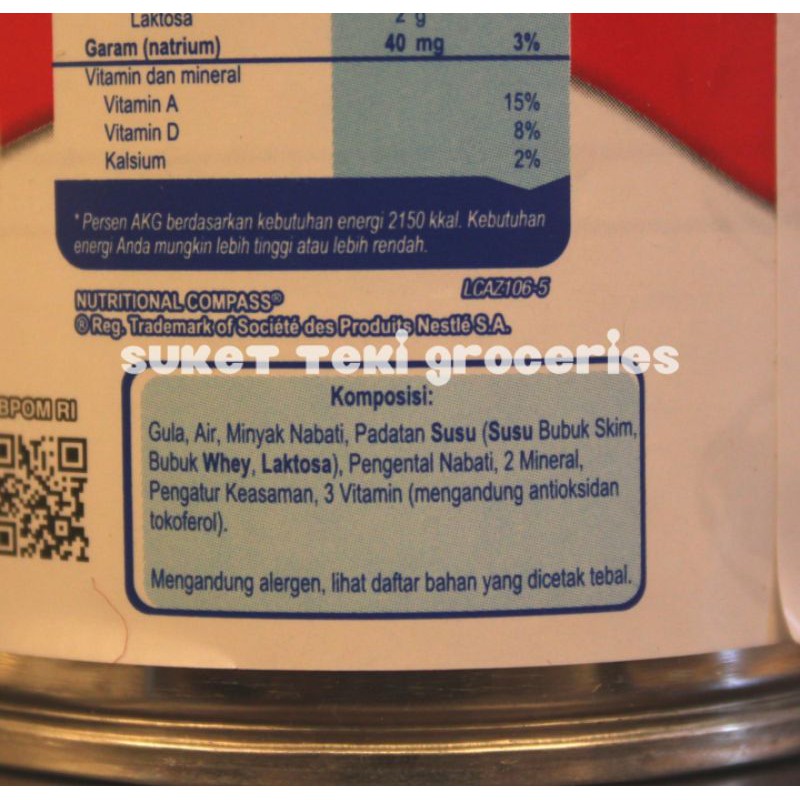 Laktosa 2 g
Garam (natrium) 40 mg 3%
Vitamin dan mineral
Vitamin A 15%
Vitamin D 8%
Kalsium 2%
*Persen AKG berdasarkan kebutuhan energi 2150 kkal. Kebutuhan
energi Anda mungkin lebih tinggi atau lebih rendah.
LCAZ106-5
NUTRITIONAL COMPASS®
® Reg. Trademark of Société des Produits Nestlé S.A.
suket teki groceries
BPOM RI
Komposisi:
Gula, Air, Minyak Nabati, Padatan Susu (Susu Bubuk Skim,
Bubuk Whey, Laktosa), Pengental Nabati, 2 Mineral,
Pengatur Keasaman, 3 Vitamin (mengandung antioksidan
tokoferol).
Mengandung alergen, lihat daftar bahan yang dicetak tebal.